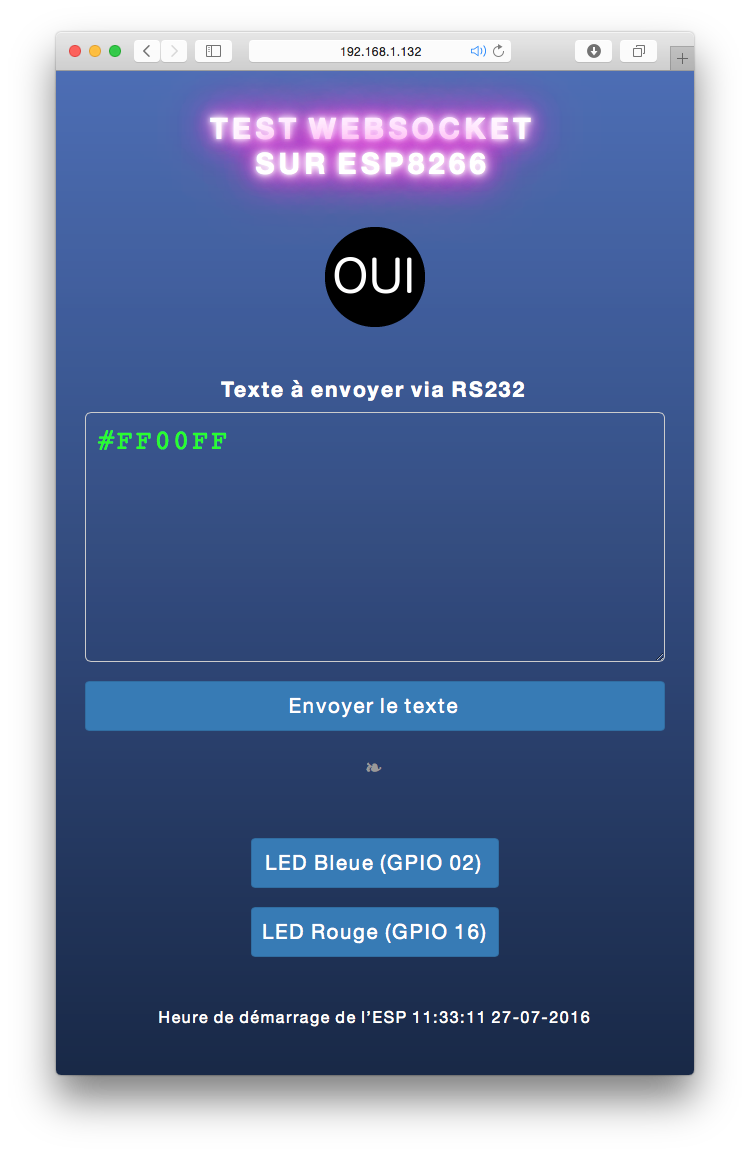 192.168.1.132
TEST WEBSOCKET
SUR ESP8266
OUI
Texte à envoyer via RS232
#FF00FF
Envoyer le texte
❧
LED Bleue (GPIO 02)
LED Rouge (GPIO 16)
Heure de démarrage de l’ESP 11:33:11 27-07-2016